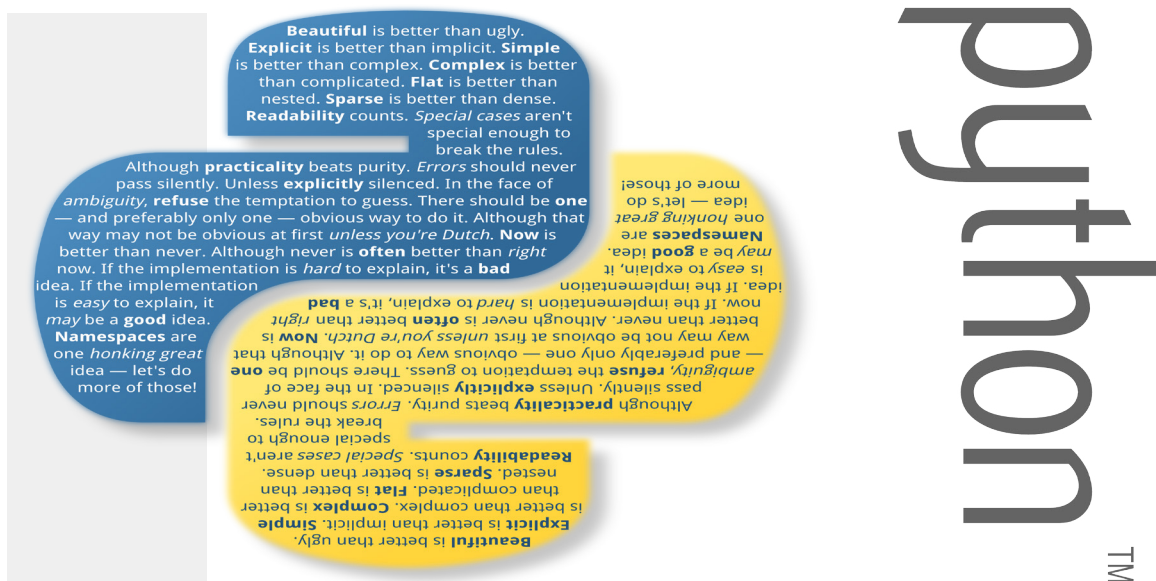 Beautiful is better than ugly.
Explicit is better than implicit. Simple
is better than complex. Complex is better
than complicated. Flat is better than
nested. Sparse is better than dense.
Readability counts. Special cases aren't
special enough to
break the rules.
Although practicality beats purity. Errors should never
pass silently. Unless explicitly silenced. In the face of
ambiguity, refuse the temptation to guess. There should be one
— and preferably only one — obvious way to do it. Although that
way may not be obvious at first unless you're Dutch. Now is
better than never. Although never is often better than right
now. If the implementation is hard to explain, it's a bad
idea. If the implementation
is easy to explain, it
may be a good idea.
Namespaces are
one honking great
idea — let's do
more of those!
Beautiful is better than ugly.
Explicit is better than implicit. Simple
is better than complex. Complex is better
than complicated. Flat is better than
nested. Sparse is better than dense.
Readability counts. Special cases aren't
special enough to
break the rules.
Although practicality beats purity. Errors should never
pass silently. Unless explicitly silenced. In the face of
ambiguity, refuse the temptation to guess. There should be one
— and preferably only one — obvious way to do it. Although that
way may not be obvious at first unless you're Dutch. Now is
better than never. Although never is often better than right
now. If the implementation is hard to explain, it's a bad
idea. If the implementation
is easy to explain, it
may be a good idea.
Namespaces are
one honking great
idea — let's do
more of those!
python
TM